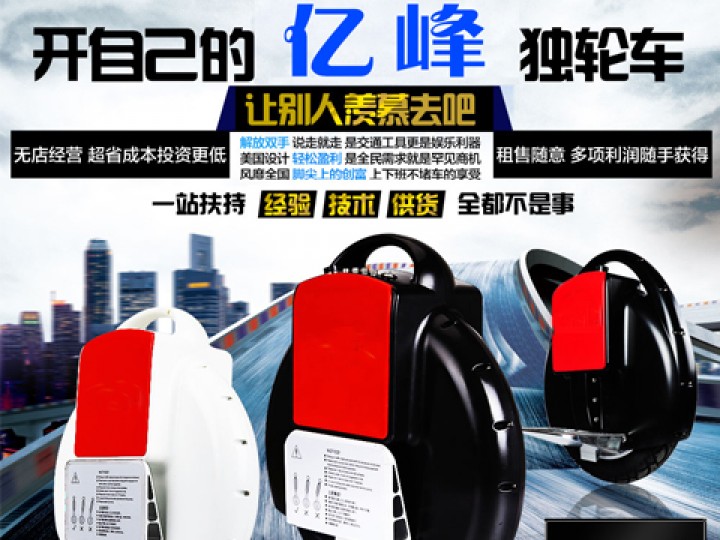 开自己的 亿峰 独轮车
让别人羡慕去吧
无店经营 超省成本投资更低
解放双手 说走就走 是交通工具更是娱乐利器
美国设计 轻松盈利 是全民需求就是罕见商机
风靡全国 脚尖上的创富 上下班不堵车的享受
租售随意 多项利润随手获得
一站扶持 经验 技术 供货 全都不是事